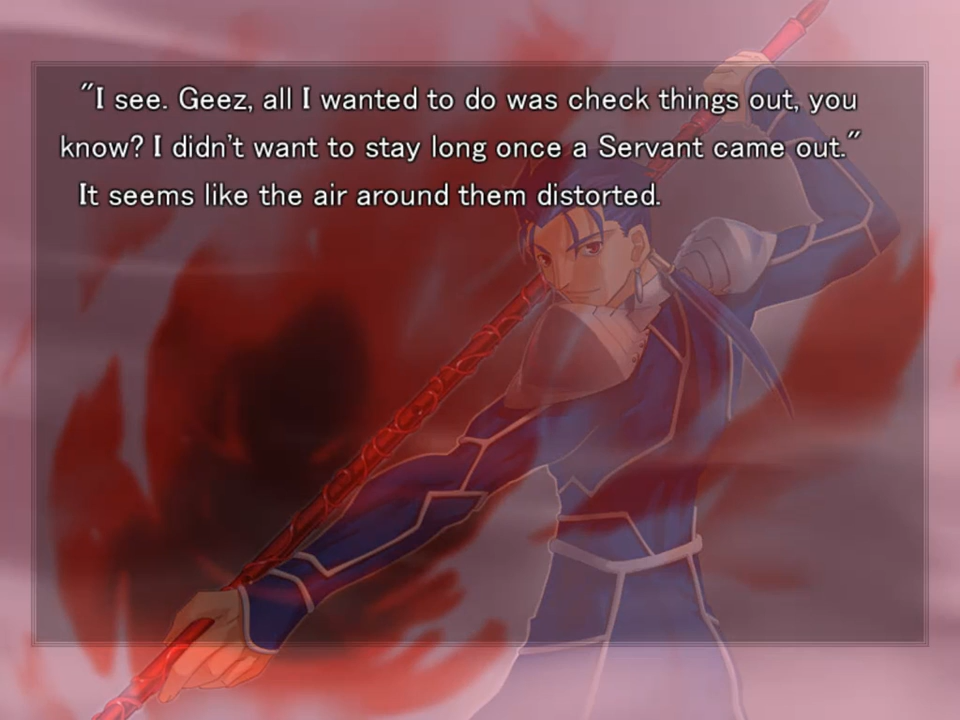 "I see. Geez, all I wanted to do was check things out, you
know? I didn't want to stay long once a Servant came out."
It seems like the air around them distorted.